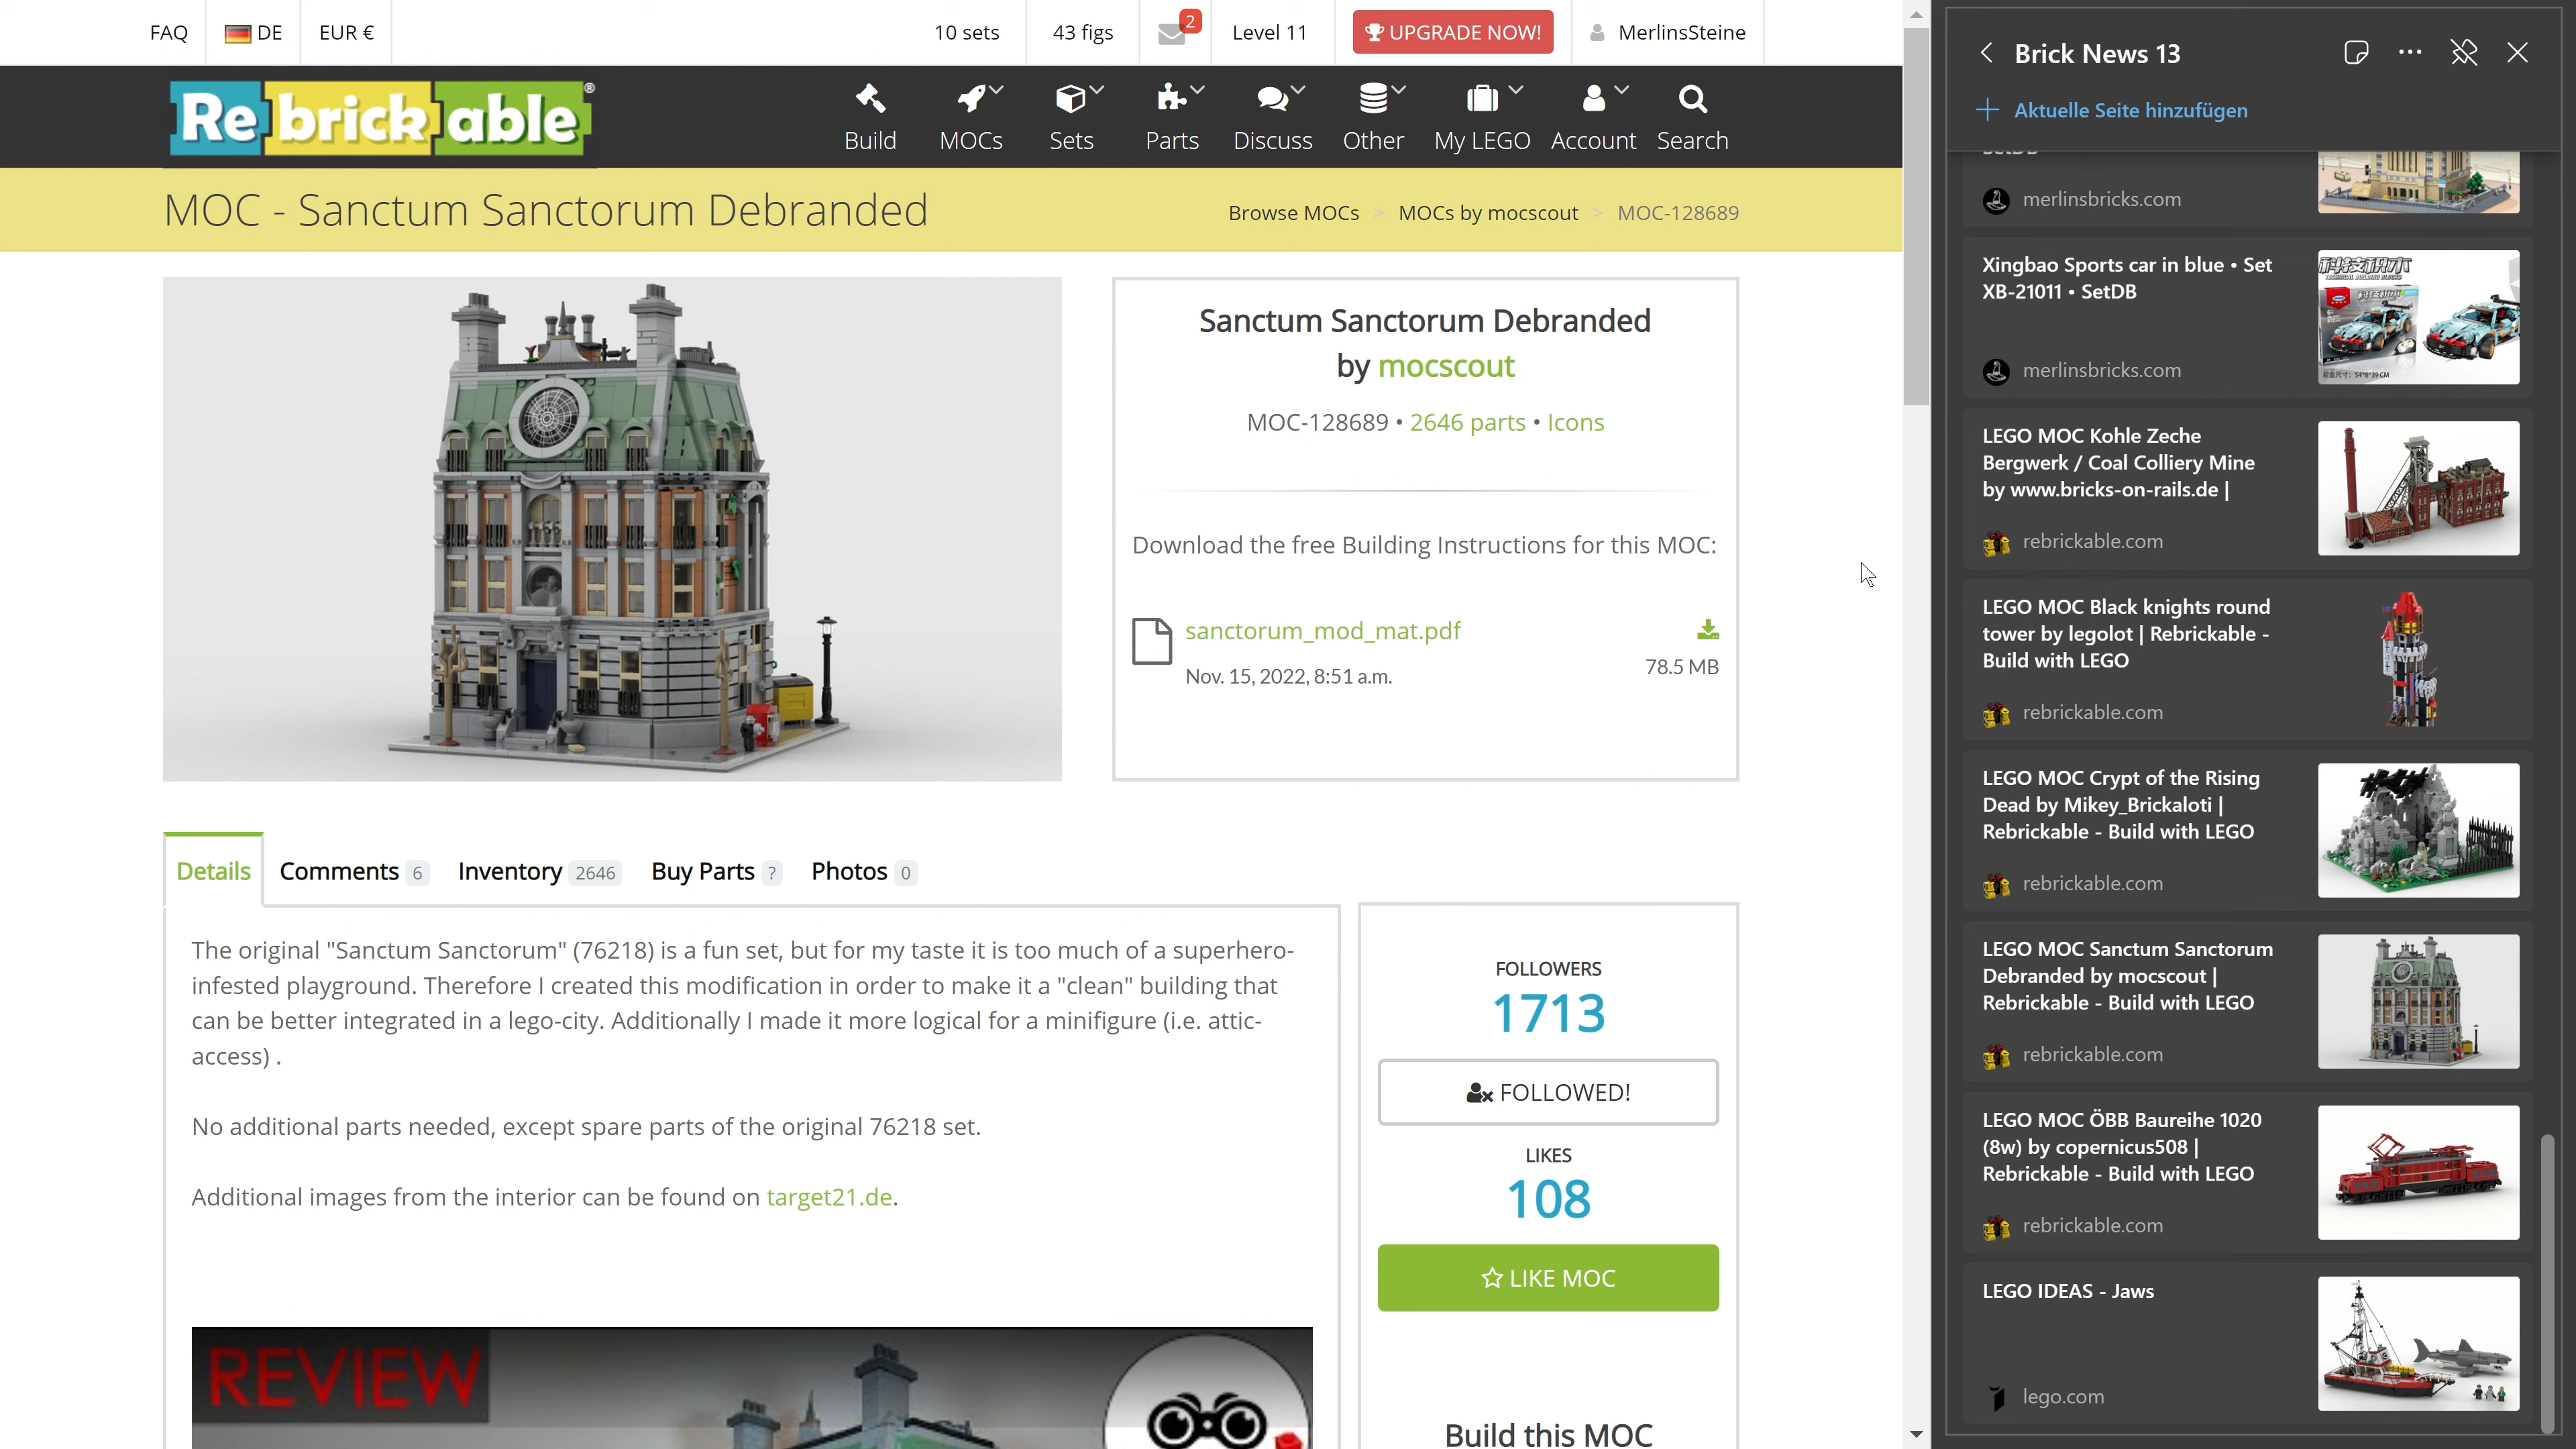 FAQ
DE
EUR €
10 sets
43 figs
2
Level 11
UPGRADE NOW!
MerlinsSteine
Rebrickable®
Build
MOCs
Sets
Parts
Discuss
Other
My LEGO
Account
Search
MOC - Sanctum Sanctorum Debranded
Browse MOCs > MOCs by mocscout > MOC-128689
Sanctum Sanctorum Debranded
by mocscout
MOC-128689 • 2646 parts • Icons
Download the free Building Instructions for this MOC:
sanctorum_mod_mat.pdf
Nov. 15, 2022, 8:51 a.m.
78.5 MB
Details
Comments 6
Inventory 2646
Buy Parts ?
Photos 0
The original "Sanctum Sanctorum" (76218) is a fun set, but for my taste it is too much of a superhero-
infested playground. Therefore I created this modification in order to make it a "clean" building that
can be better integrated in a lego-city. Additionally I made it more logical for a minifigure (i.e. attic-
access) .
No additional parts needed, except spare parts of the original 76218 set.
Additional images from the interior can be found on target21.de.
REVIEW
FOLLOWERS
1713
FOLLOWED!
LIKES
108
LIKE MOC
Build this MOC
Brick News 13
Aktuelle Seite hinzufügen
SetDB
merlinsbricks.com
Xingbao Sports car in blue • Set
XB-21011 • SetDB
merlinsbricks.com
科技积木
LEGO MOC Kohle Zeche
Bergwerk / Coal Colliery Mine
by www.bricks-on-rails.de |
rebrickable.com
LEGO MOC Black knights round
tower by legolot | Rebrickable -
Build with LEGO
rebrickable.com
LEGO MOC Crypt of the Rising
Dead by Mikey_Brickaloti |
Rebrickable - Build with LEGO
rebrickable.com
LEGO MOC Sanctum Sanctorum
Debranded by mocscout |
Rebrickable - Build with LEGO
rebrickable.com
LEGO MOC ÖBB Baureihe 1020
(8w) by copernicus508 |
Rebrickable - Build with LEGO
rebrickable.com
LEGO IDEAS - Jaws
lego.com